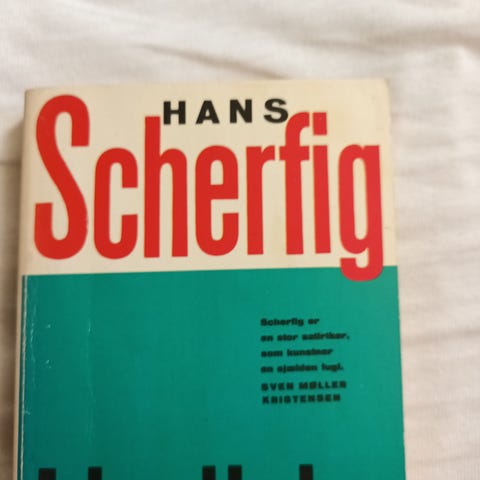 HANS
Scherfig
Scherfig er
en stor satiriker,
som kunstner
en sjælden fugl.
SVEN MØLLER
KRISTENSEN